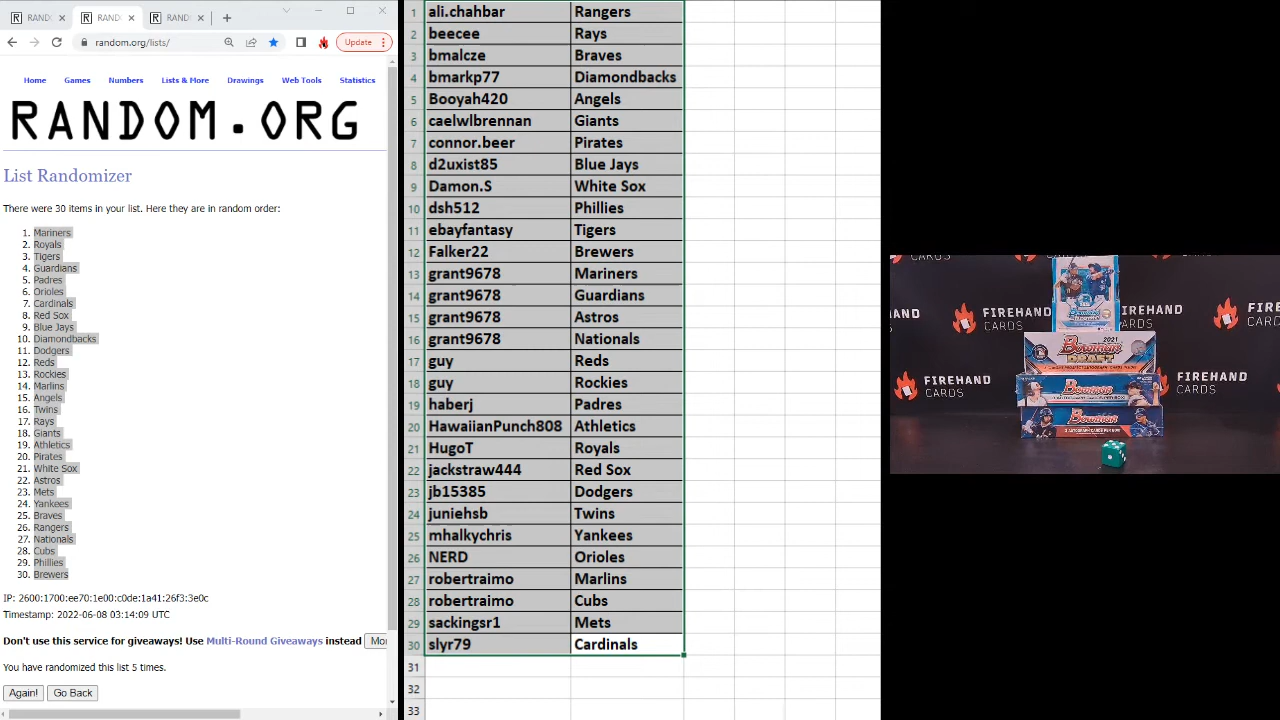 RAND
RAND
RAND
random.org/lists/
Update
Home Games Numbers Lists & More Drawings Web Tools Statistics
RANDOM.ORG
List Randomizer
There were 30 items in your list. Here they are in random order:
1. Mariners
2. Royals
3. Tigers
4. Guardians
5. Padres
6. Orioles
7. Cardinals
8. Red Sox
9. Blue Jays
10. Diamondbacks
11. Dodgers
12. Reds
13. Rockies
14. Marlins
15. Angels
16. Twins
17. Rays
18. Giants
19. Athletics
20. Pirates
21. White Sox
22. Astros
23. Mets
24. Yankees
25. Braves
26. Rangers
27. Nationals
28. Cubs
29. Phillies
30. Brewers
IP: 2600:1700:ee70:1e00:c0de:1a41:26f3:3e0c
Timestamp: 2022-06-08 03:14:09 UTC
Don't use this service for giveaways! Use Multi-Round Giveaways instead Mor
You have randomized this list 5 times.
Again! Go Back
1 ali.chahbar Rangers
2 beecee Rays
3 bmalcze Braves
4 bmarkp77 Diamondbacks
5 Booyah420 Angels
6 caelwlbrennan Giants
7 connor.beer Pirates
8 d2uxist85 Blue Jays
9 Damon.S White Sox
10 dsh512 Phillies
11 ebayfantasy Tigers
12 Falker22 Brewers
13 grant9678 Mariners
14 grant9678 Guardians
15 grant9678 Astros
16 grant9678 Nationals
17 guy Reds
18 guy Rockies
19 haberj Padres
20 HawaiianPunch808 Athletics
21 HugoT Royals
22 jackstraw444 Red Sox
23 jb15385 Dodgers
24 juniehsb Twins
25 mhalkychris Yankees
26 NERD Orioles
27 robertraimo Marlins
28 robertraimo Cubs
29 sackingsr1 Mets
30 slyr79 Cardinals
31
32
33
CARDS
CARDS
FIREHAND
CARDS
FIREHAND
CARDS
FIREHAND
CARDS
FIREHAND
CARDS
2021
Bowman
DRAFT
Bowman
Bowman